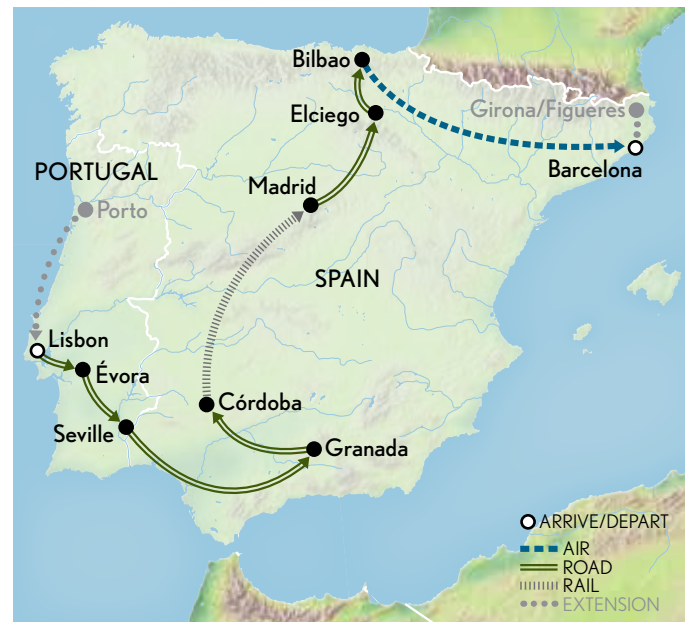 Bilbao
Elciego
Girona/Figueres
Barcelona
PORTUGAL
Madrid
Porto
SPAIN
Lisbon
Évora
Córdoba
Seville
Granada
ARRIVE/DEPART
AIR
ROAD
RAIL
EXTENSION